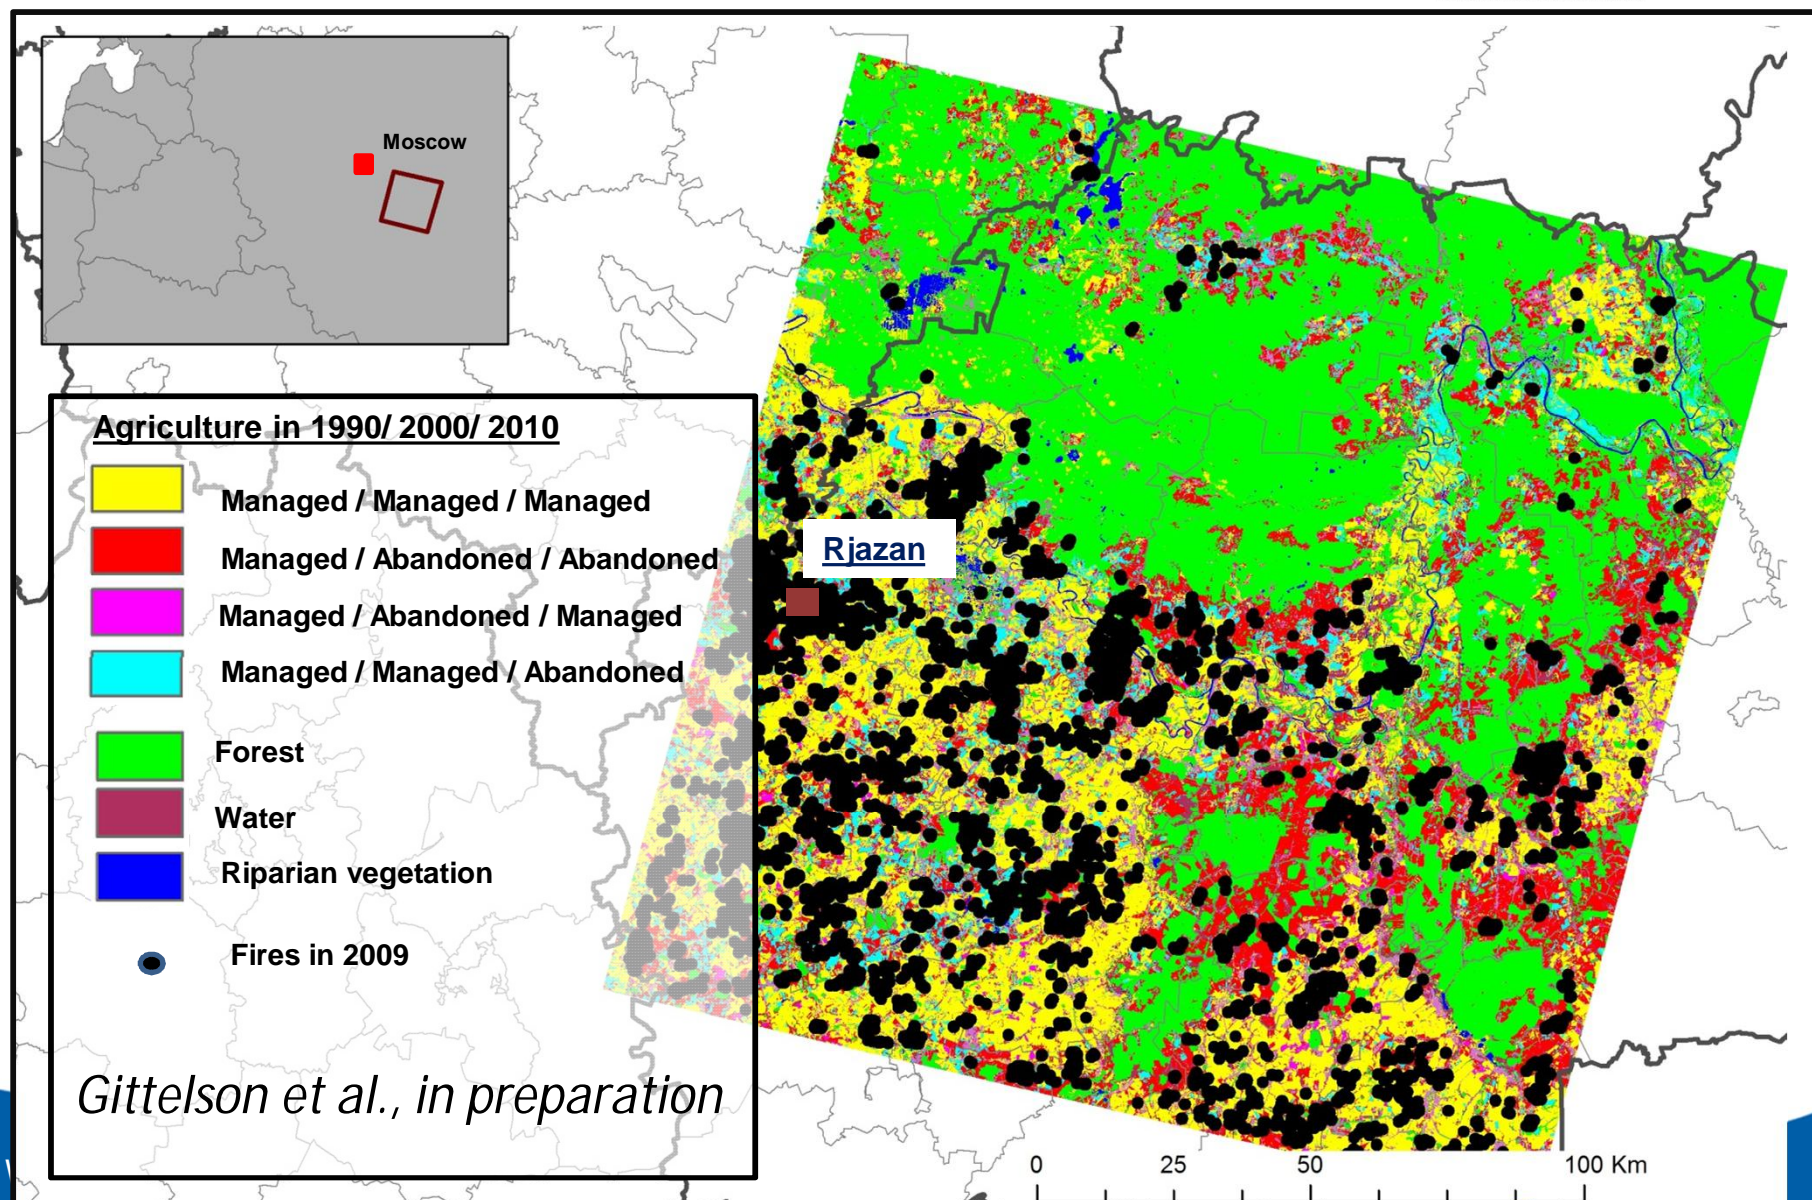 Moscow
Agriculture in 1990/ 2000/ 2010
Managed / Managed / Managed
Managed / Abandoned / Abandoned
Managed / Abandoned / Managed
Managed / Managed / Abandoned
Forest
Water
Riparian vegetation
Fires in 2009
Gittelson et al., in preparation
Rjazan
0 25 50 100 Km